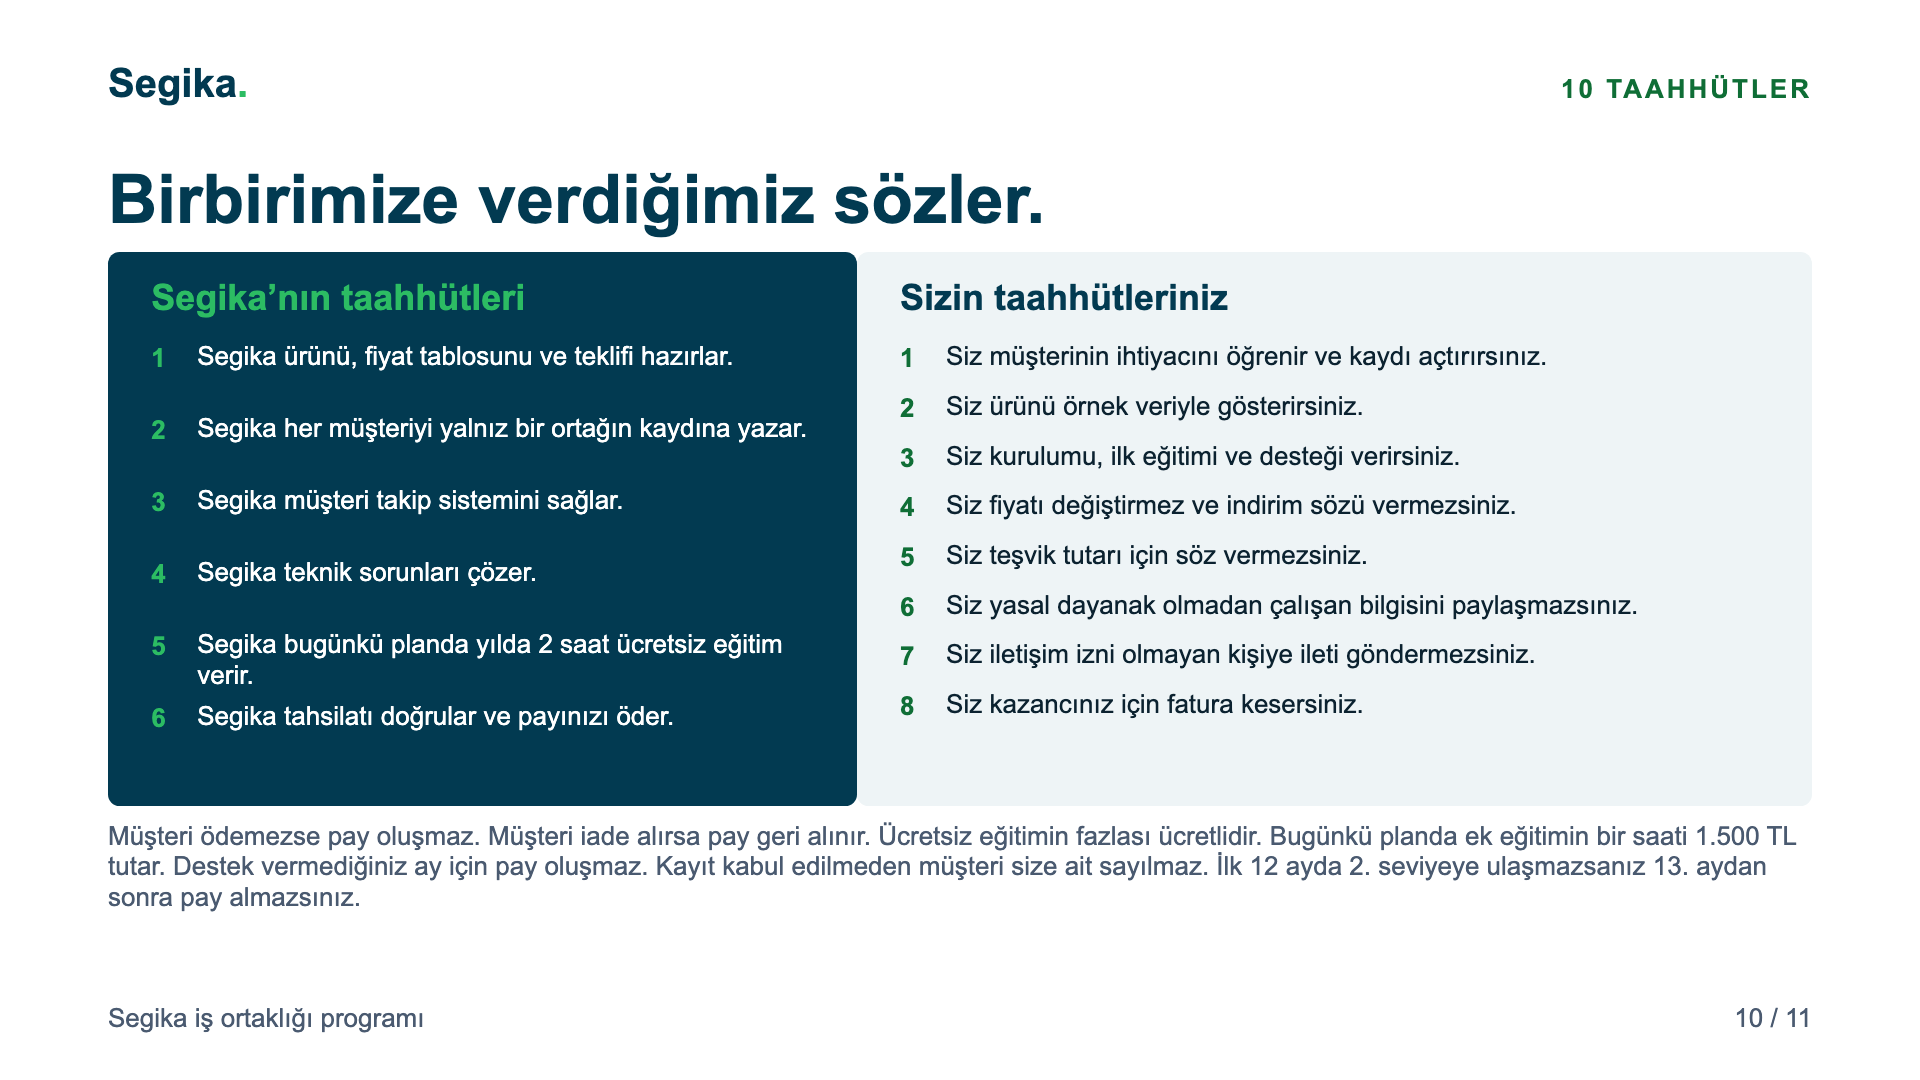 Segika.
10 TAAHHÜTLER
Birbirimize verdiğimiz sözler.
Segika’nın taahhütleri
1 Segika ürünü, fiyat tablosunu ve teklifi hazırlar.
2 Segika her müşteriyi yalnız bir ortağın kaydına yazar.
3 Segika müşteri takip sistemini sağlar.
4 Segika teknik sorunları çözer.
5 Segika bugünkü planda yılda 2 saat ücretsiz eğitim
verir.
6 Segika tahsilatı doğrular ve payınızı öder.
Sizin taahhütleriniz
1 Siz müşterinin ihtiyacını öğrenir ve kaydı açtırırsınız.
2 Siz ürünü örnek veriyle gösterirsiniz.
3 Siz kurulumu, ilk eğitimi ve desteği verirsiniz.
4 Siz fiyatı değiştirmez ve indirim sözü vermezsiniz.
5 Siz teşvik tutarı için söz vermezsiniz.
6 Siz yasal dayanak olmadan çalışan bilgisini paylaşmazsınız.
7 Siz iletişim izni olmayan kişiye ileti göndermezsiniz.
8 Siz kazancınız için fatura kesersiniz.
Müşteri ödemezse pay oluşmaz. Müşteri iade alırsa pay geri alınır. Ücretsiz eğitimin fazlası ücretlidir. Bugünkü planda ek eğitimin bir saati 1.500 TL
tutar. Destek vermediğiniz ay için pay oluşmaz. Kayıt kabul edilmeden müşteri size ait sayılmaz. İlk 12 ayda 2. seviyeye ulaşmazsanız 13. aydan
sonra pay almazsınız.
Segika iş ortaklığı programı
10 / 11